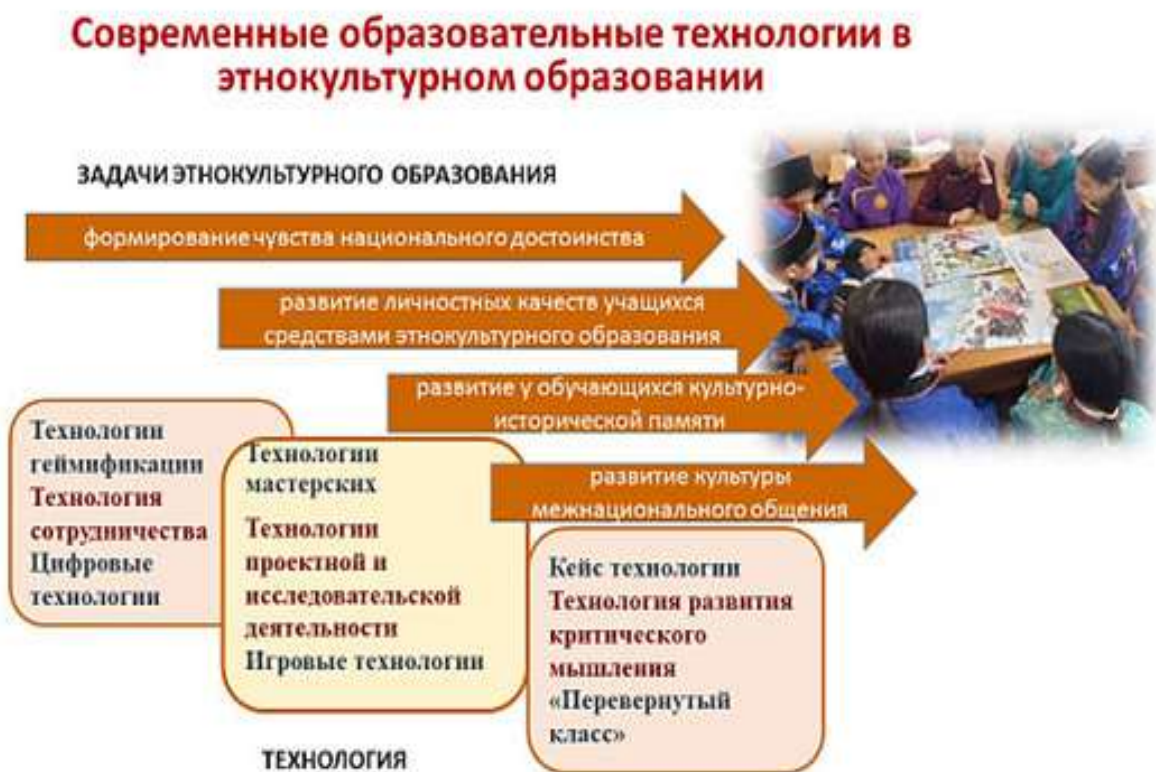 Современные образовательные технологии в
этнокультурном образовании
ЗАДАЧИ ЭТНОКУЛЬТУРНОГО ОБРАЗОВАНИЯ
формирование чувства национального достоинства
развитие личностных качеств учащихся
средствами этнокультурного образования
развитие у обучающихся культурно-
исторической памяти
развитие культуры
межнационального общения
Технологии
геймификации
Технология
сотрудничества
Цифровые
технологии
Технологии
мастерских
Технологии
проектной и
исследовательской
деятельности
Игровые технологии
Кейс технологии
Технология развития
критического
мышления
«Перевернутый
класс»
ТЕХНОЛОГИЯ